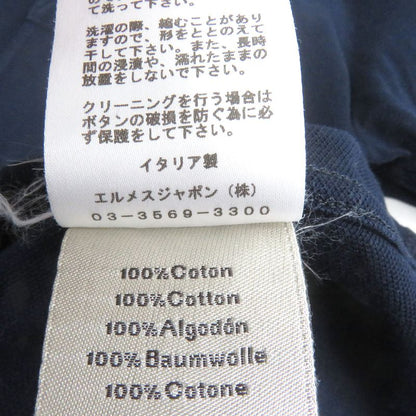 て洗って下さい。
洗濯の際、縮むことがあり
ますので、形をととのえて
干して下さい。また、長時
間の浸漬や、濡れたままの
放置をしないで下さい。
クリーニングを行う場合は
ボタンの破損を防ぐ為に必
ず保護をして下さい。
イタリア製
エルメスジャポン（株）
03-3569-3300
100%Coton
100%Cotton
100%Algodón
100%Baumwolle
100%Cotone